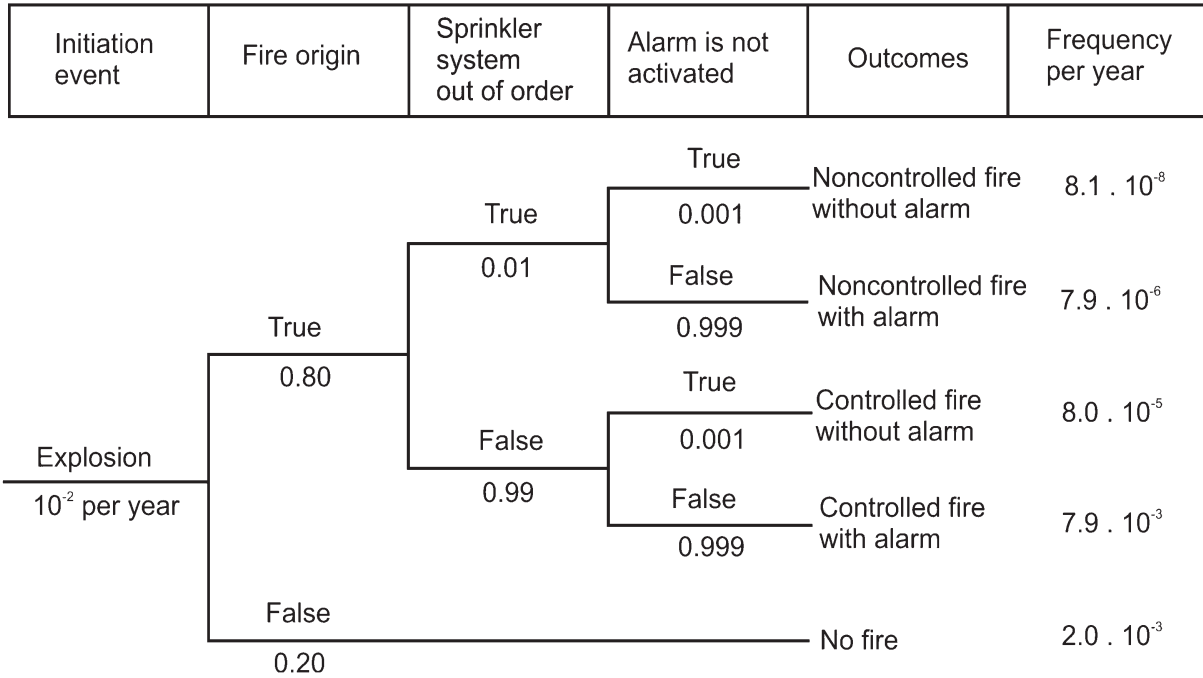 Initiation
event
Fire origin
Sprinkler
system
out of order
Alarm is not
activated
Outcomes
Frequency
per year
True
0.001
Noncontrolled fire
without alarm
8.1 . 10⁻⁸
True
0.01
False
0.999
Noncontrolled fire
with alarm
7.9 . 10⁻⁶
True
0.80
True
0.001
Controlled fire
without alarm
8.0 . 10⁻⁵
False
0.99
Explosion
10⁻² per year
False
0.999
Controlled fire
with alarm
7.9 . 10⁻³
False
0.20
No fire
2.0 . 10⁻³